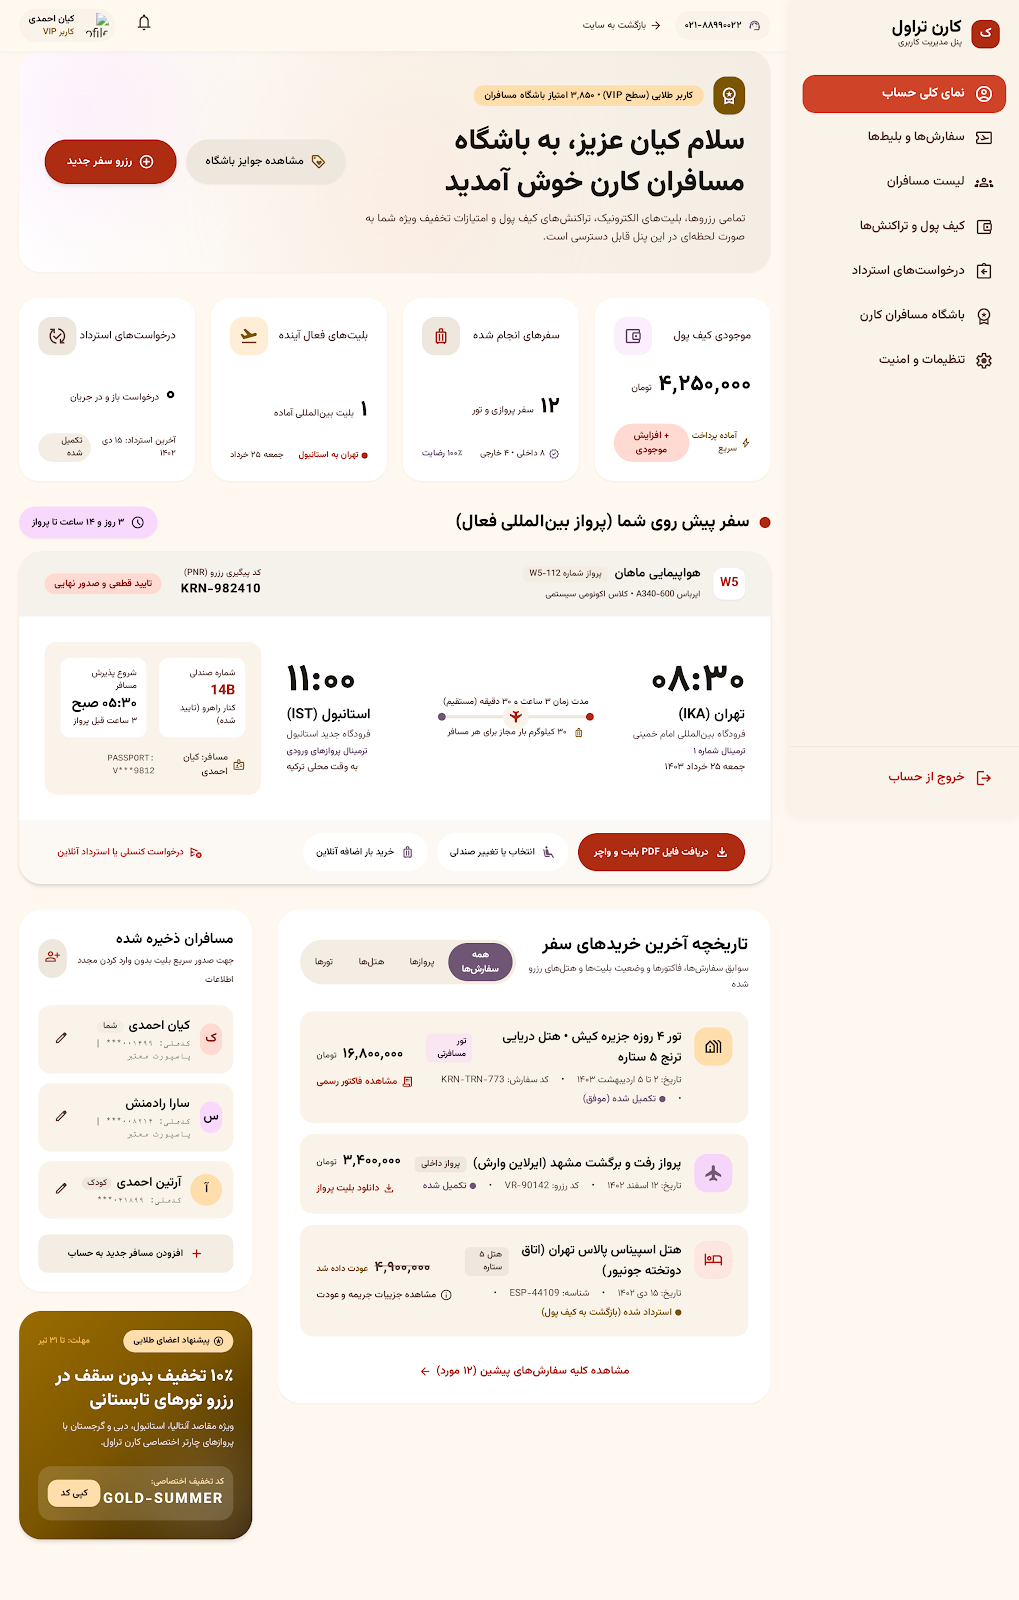 ک
کارن تراول
پنل مدیریت کاربری
نمای کلی حساب
سفارش‌ها و بلیط‌ها
لیست مسافران
کیف پول و تراکنش‌ها
درخواست‌های استرداد
باشگاه مسافران کارن
تنظیمات و امنیت
خروج از حساب
۰۲۱-۸۸۹۹۰۰۲۲
بازگشت به سایت
کیان احمدی
کاربر VIP
کاربر طلایی (سطح VIP) • ۳,۸۵۰ امتیاز باشگاه مسافران
سلام کیان عزیز، به باشگاه
مسافران کارن خوش آمدید
تمامی رزروها، بلیت‌های الکترونیک، تراکنش‌های کیف پول و امتیازات تخفیف ویژه شما به
صورت لحظه‌ای در این پنل قابل دسترسی است.
مشاهده جوایز باشگاه
رزرو سفر جدید
موجودی کیف پول
۴,۲۵۰,۰۰۰ تومان
آماده پرداخت
سریع
+ افزایش
موجودی
سفرهای انجام شده
۱۲ سفر پروازی و تور
۸ داخلی • ۴ خارجی
۱۰۰٪ رضایت
بلیت‌های فعال آینده
۱ بلیت بین‌المللی آماده
تهران به استانبول
جمعه ۲۵ خرداد
درخواست‌های استرداد
۰ درخواست باز و در جریان
آخرین استرداد: ۱۵ دی
۱۴۰۲
تکمیل
شده
سفر پیش روی شما (پرواز بین‌المللی فعال)
۳ روز و ۱۴ ساعت تا پرواز
W5
هواپیمایی ماهان
پرواز شماره W5-112
ایرباس A340-600 • کلاس اکونومی سیستمی
کد پیگیری رزرو (PNR)
KRN-982410
تایید قطعی و صدور نهایی
۰۸:۳۰
تهران (IKA)
فرودگاه بین‌المللی امام خمینی
ترمینال شماره ۱
جمعه ۲۵ خرداد ۱۴۰۳
مدت زمان ۳ ساعت و ۳۰ دقیقه (مستقیم)
۳۰ کیلوگرم بار مجاز برای هر مسافر
۱۱:۰۰
استانبول (IST)
فرودگاه جدید استانبول
ترمینال پروازهای ورودی
به وقت محلی ترکیه
شماره صندلی
14B
کنار راهرو (تایید
شده)
شروع پذیرش
مسافر
۰۵:۳۰ صبح
۳ ساعت قبل پرواز
مسافر: کیان
احمدی
PASSPORT:
V***9812
دریافت فایل PDF بلیت و واچر
انتخاب یا تغییر صندلی
خرید بار اضافه آنلاین
درخواست کنسلی یا استرداد آنلاین
تاریخچه آخرین خریدهای سفر
سوابق سفارش‌ها، فاکتورها و وضعیت بلیت‌ها و هتل‌های رزرو
شده
همه
سفارش‌ها
پروازها
هتل‌ها
تورها
تور ۴ روزه جزیره کیش • هتل دریایی
ترنج ۵ ستاره
تور
مسافرتی
تاریخ: ۲ تا ۵ اردیبهشت ۱۴۰۳ • کد سفارش: KRN-TRN-773
• تکمیل شده (موفق)
۱۶,۸۰۰,۰۰۰ تومان
مشاهده فاکتور رسمی
پرواز رفت و برگشت مشهد (ایرلاین وارش)
پرواز داخلی
تاریخ: ۱۲ اسفند ۱۴۰۲ • کد رزرو: VR-90142 • تکمیل شده
۳,۴۰۰,۰۰۰ تومان
دانلود بلیت پرواز
هتل اسپیناس پالاس تهران (اتاق
دوتخته جونیور)
هتل ۵
ستاره
تاریخ: ۱۵ دی ۱۴۰۲ • شناسه: ESP-44109 •
استرداد شده (بازگشت به کیف پول)
۴,۹۰۰,۰۰۰ عودت داده شد
مشاهده جزییات جریمه و عودت
مشاهده کلیه سفارش‌های پیشین (۱۲ مورد)
مسافران ذخیره شده
جهت صدور سریع بلیت بدون وارد کردن مجدد
اطلاعات
ک
کیان احمدی
شما
کدملی: ۰۰۱۴۹۹*** |
پاسپورت معتبر
س
سارا رادمنش
کدملی: ۰۰۸۲۱۴*** |
پاسپورت معتبر
آ
آرتین احمدی
کودک
کدملی: ۰۴۱۸۹۹***
افزودن مسافر جدید به حساب
پیشنهاد اعضای طلایی
مهلت: تا ۳۱ تیر
۱۰٪ تخفیف بدون سقف در
رزرو تورهای تابستانی
ویژه مقاصد آنتالیا، استانبول، دبی و گرجستان با
پروازهای چارتر اختصاصی کارن تراول.
کد تخفیف اختصاصی:
GOLD-SUMMER
کپی کد